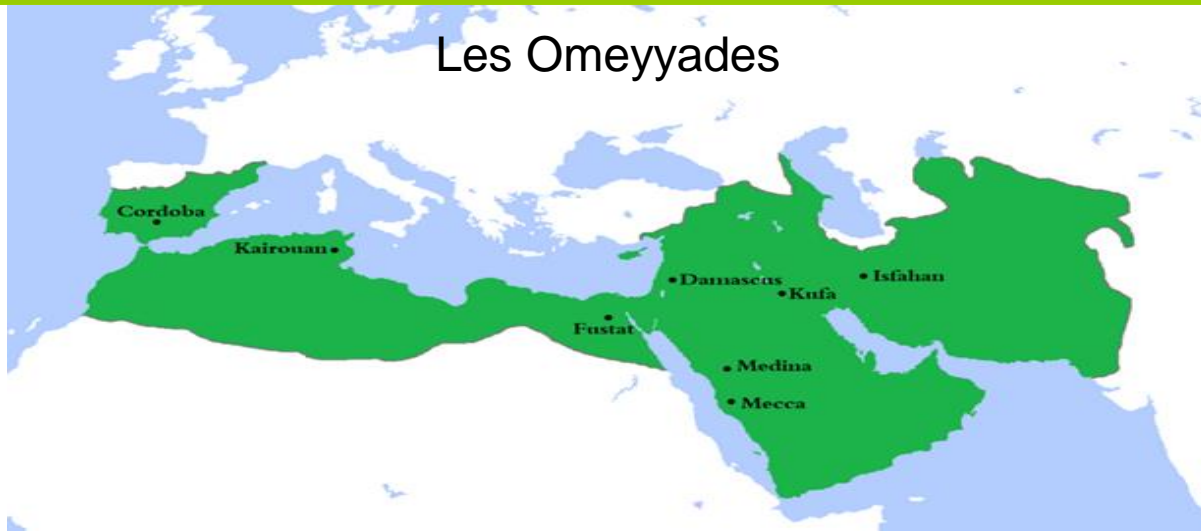 Les Omeyyades
Cordoba
Kairouan
Damascus
Isfahan
Kufa
Fustat
Medina
Mecca